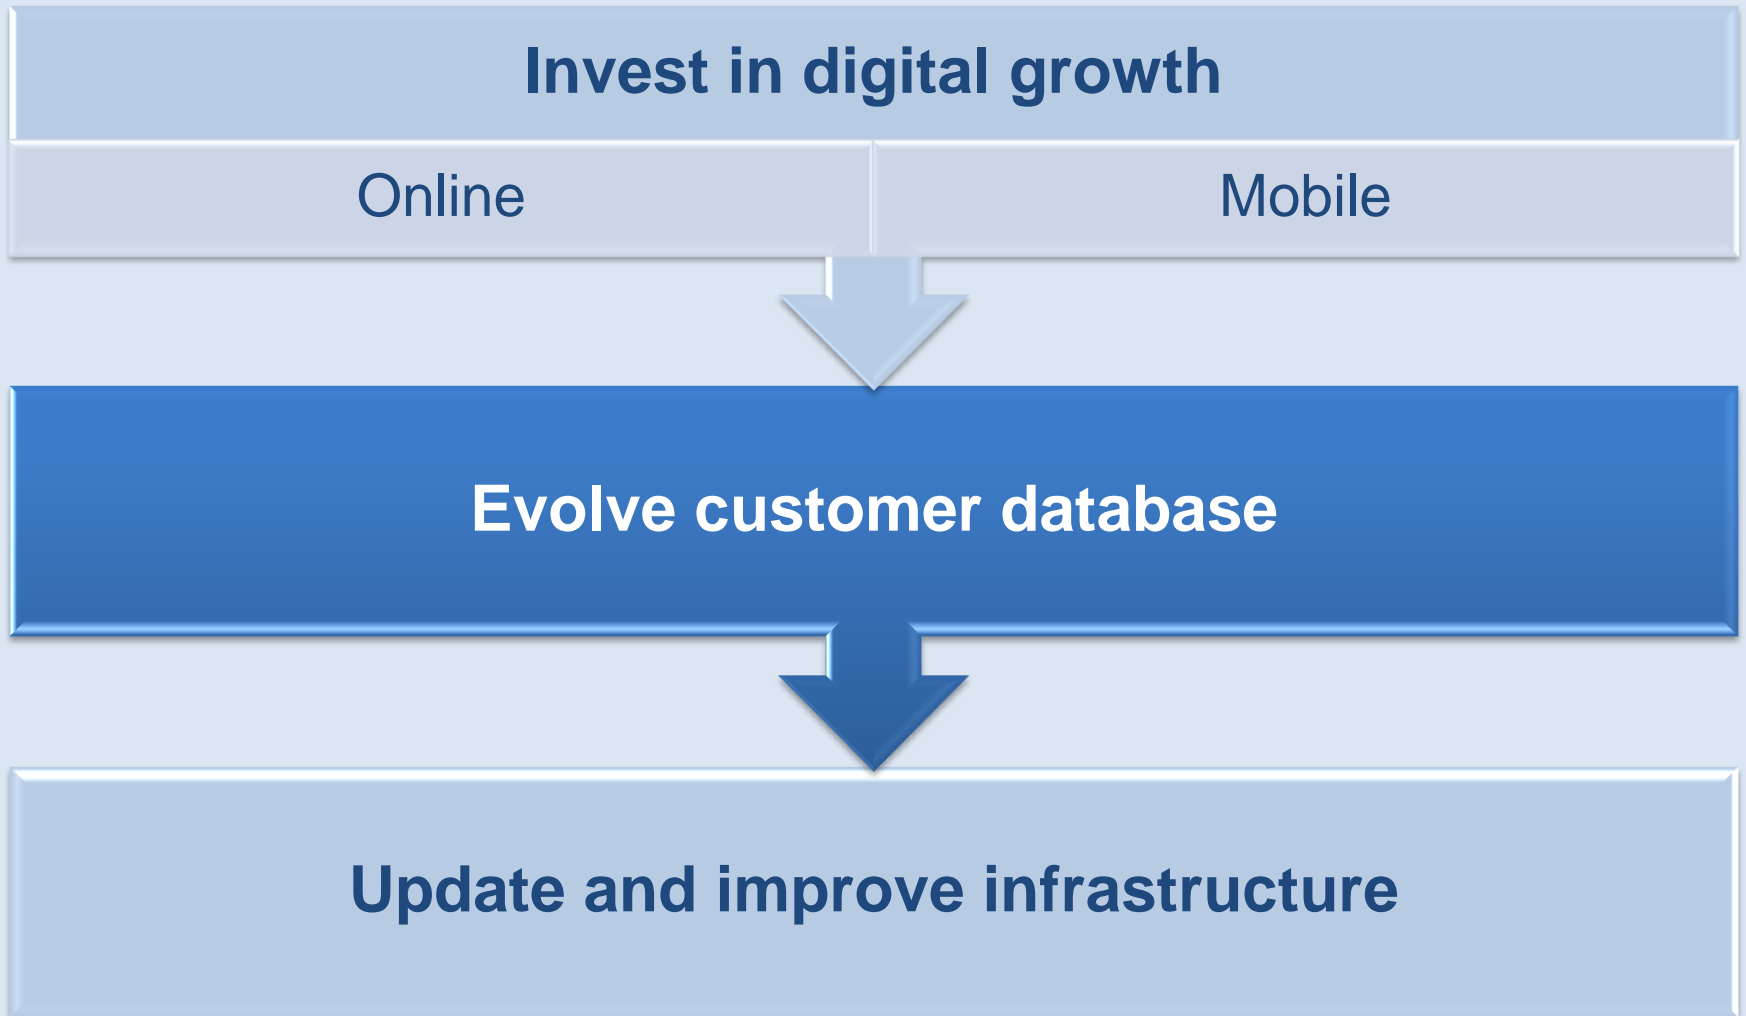 Invest in digital growth
Online
Mobile
Evolve customer database
Update and improve infrastructure